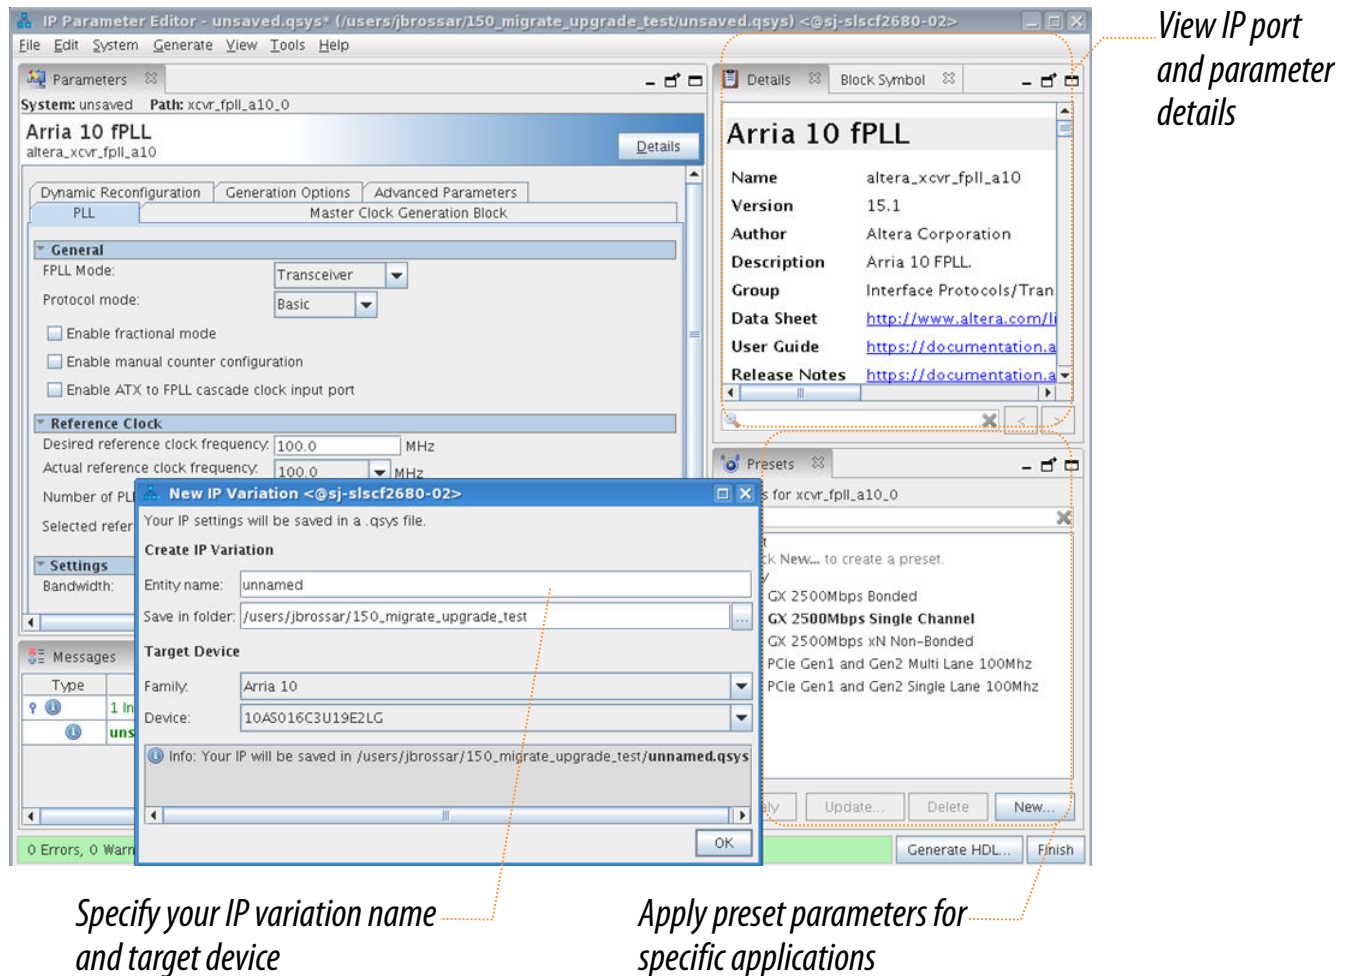 IP Parameter Editor - unsaved.qsys* (/users/jbrossar/150_migrate_upgrade_test/unsaved.qsys) <@sj-slscf2680-02>
File Edit System Generate View Tools Help
Parameters
System: unsaved Path: xcvr_fpll_a10_0
Arria 10 fPLL
altera_xcvr_fpll_a10
Details
Dynamic Reconfiguration Generation Options Advanced Parameters
PLL Master Clock Generation Block
General
FPLL Mode: Transceiver
Protocol mode: Basic
Enable fractional mode
Enable manual counter configuration
Enable ATX to FPLL cascade clock input port
Reference Clock
Desired reference clock frequency: 100.0 MHz
Actual reference clock frequency: 100.0 MHz
Number of PL
Selected refer
Settings
Bandwidth:
Messages
Type
1 In
uns
0 Errors, 0 Warn
Details Block Symbol
Arria 10 fPLL
Name altera_xcvr_fpll_a10
Version 15.1
Author Altera Corporation
Description Arria 10 FPLL.
Group Interface Protocols/Tran
Data Sheet http://www.altera.com/li
User Guide https://documentation.a
Release Notes https://documentation.a
< >
Presets
s for xcvr_fpll_a10_0
k New... to create a preset.
GX 2500Mbps Bonded
GX 2500Mbps Single Channel
GX 2500Mbps xN Non-Bonded
PCIe Gen1 and Gen2 Multi Lane 100Mhz
PCIe Gen1 and Gen2 Single Lane 100Mhz
Update... Delete New...
Generate HDL... Finish
New IP Variation <@sj-slscf2680-02>
Your IP settings will be saved in a .qsys file.
Create IP Variation
Entity name: unnamed
Save in folder: /users/jbrossar/150_migrate_upgrade_test ...
Target Device
Family: Arria 10
Device: 10AS016C3U19E2LG
Info: Your IP will be saved in /users/jbrossar/150_migrate_upgrade_test/unnamed.qsys
OK
View IP port
and parameter
details
Specify your IP variation name
and target device
Apply preset parameters for
specific applications